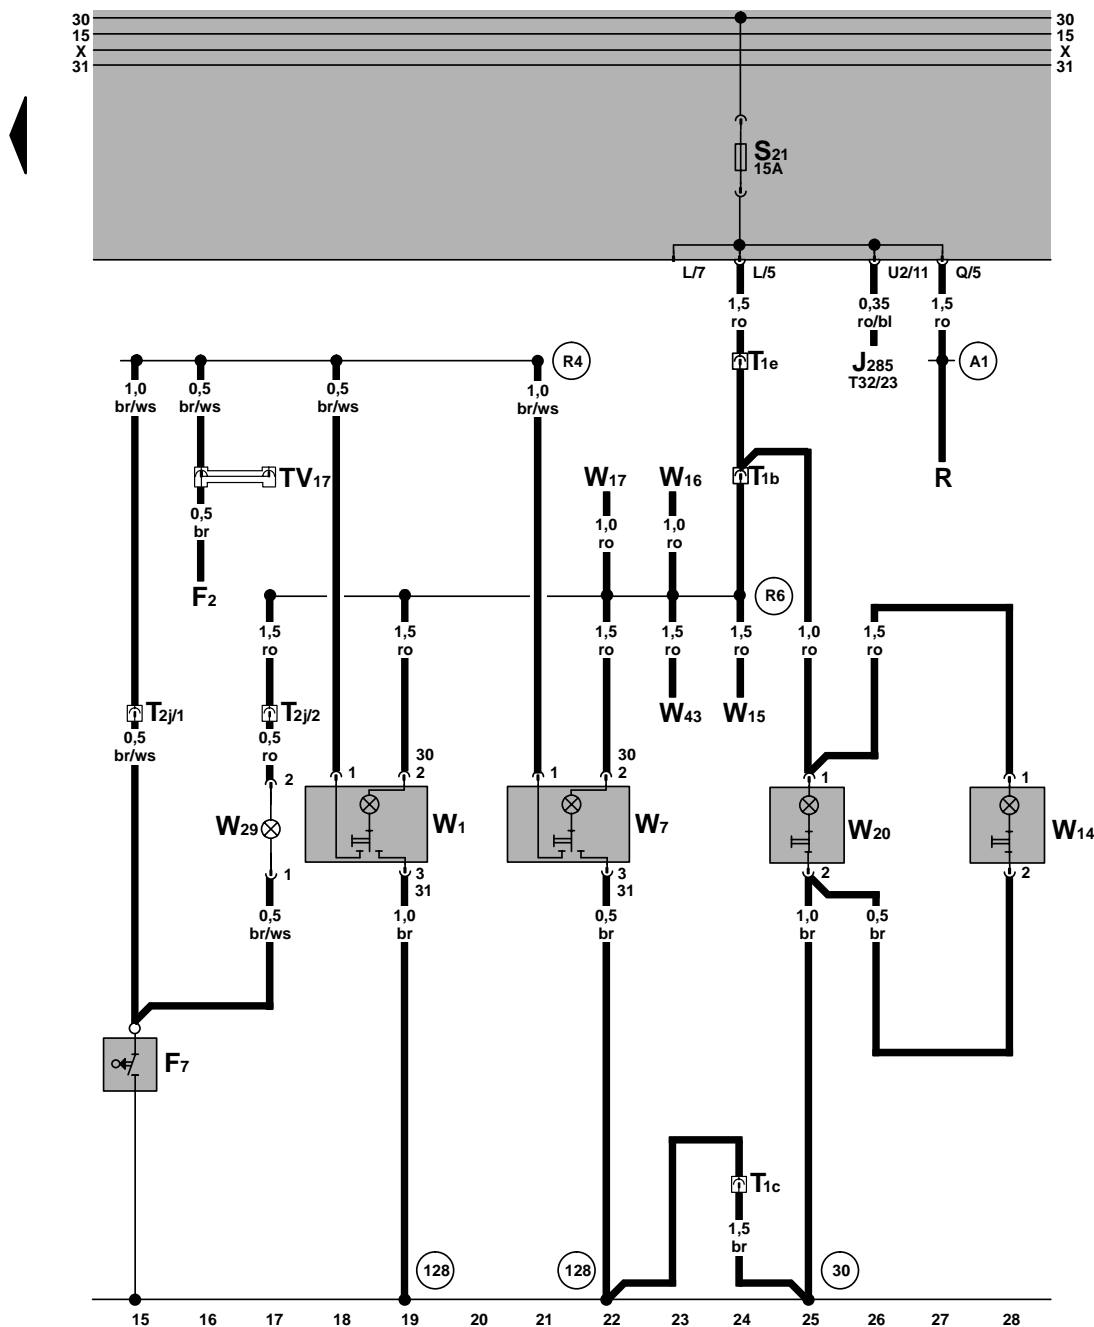 30 30
15 15
X X
31 31
S21
15A
L/7 L/5 U2/11 Q/5
1,5
ro
0,35
ro/bl
1,5
ro
R4
T1e
J285
T32/23
A1
1,0
br/ws
0,5
br/ws
0,5
br/ws
1,0
br/ws
TV17
W17
W16
T1b
R
0,5
br
1,0
ro
1,0
ro
F2
R6
1,5
ro
1,5
ro
1,5
ro
1,5
ro
1,5
ro
1,0
ro
1,5
ro
T2j/1
T2j/2
W43
W15
0,5
br/ws
0,5
ro
30
30
2
1
2
1
2
1
1
W29
W1
W7
W20
W14
1
3
31
3
31
2
2
0,5
br/ws
1,0
br
0,5
br
1,0
br
0,5
br
F7
T1c
1,5
br
128
128
30
15 16 17 18 19 20 21 22 23 24 25 26 27 28